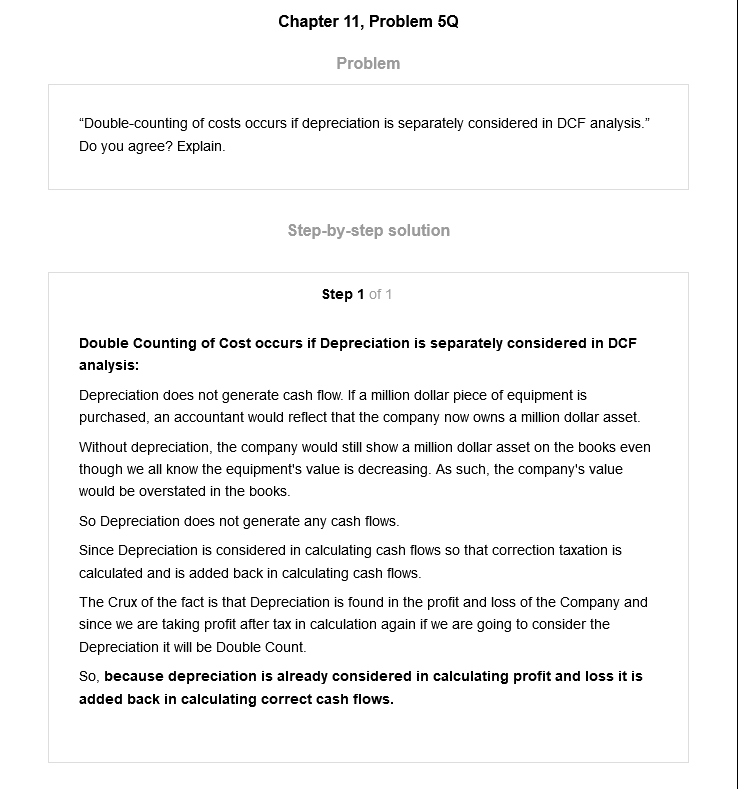 Chapter 11, Problem 5Q
Problem
“Double-counting of costs occurs if depreciation is separately considered in DCF analysis.”
Do you agree? Explain.
Step-by-step solution
Step 1 of 1
Double Counting of Cost occurs if Depreciation is separately considered in DCF
analysis:
Depreciation does not generate cash flow. If a million dollar piece of equipment is
purchased, an accountant would reflect that the company now owns a million dollar asset.
Without depreciation, the company would still show a million dollar asset on the books even
though we all know the equipment's value is decreasing. As such, the company's value
would be overstated in the books.
So Depreciation does not generate any cash flows.
Since Depreciation is considered in calculating cash flows so that correction taxation is
calculated and is added back in calculating cash flows.
The Crux of the fact is that Depreciation is found in the profit and loss of the Company and
since we are taking profit after tax in calculation again if we are going to consider the
Depreciation it will be Double Count.
So, because depreciation is already considered in calculating profit and loss it is
added back in calculating correct cash flows.